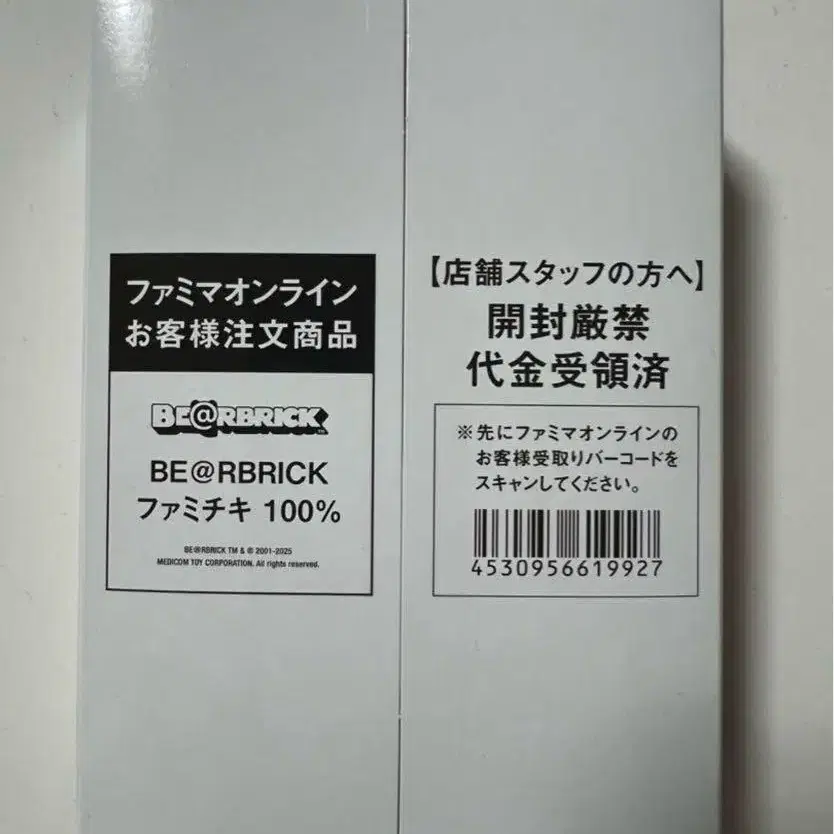 ファミマオンライン
お客様注文商品
BE@RBRICK TM
BE@RBRICK
ファミチキ 100%
BE@RBRICK TM & © 2001-2025
MEDICOM TOY CORPORATION. All rights reserved.
【店舗スタッフの方へ】
開封厳禁
代金受領済
※先にファミマオンラインの
お客様受取りバーコードを
スキャンしてください。
4530956619927